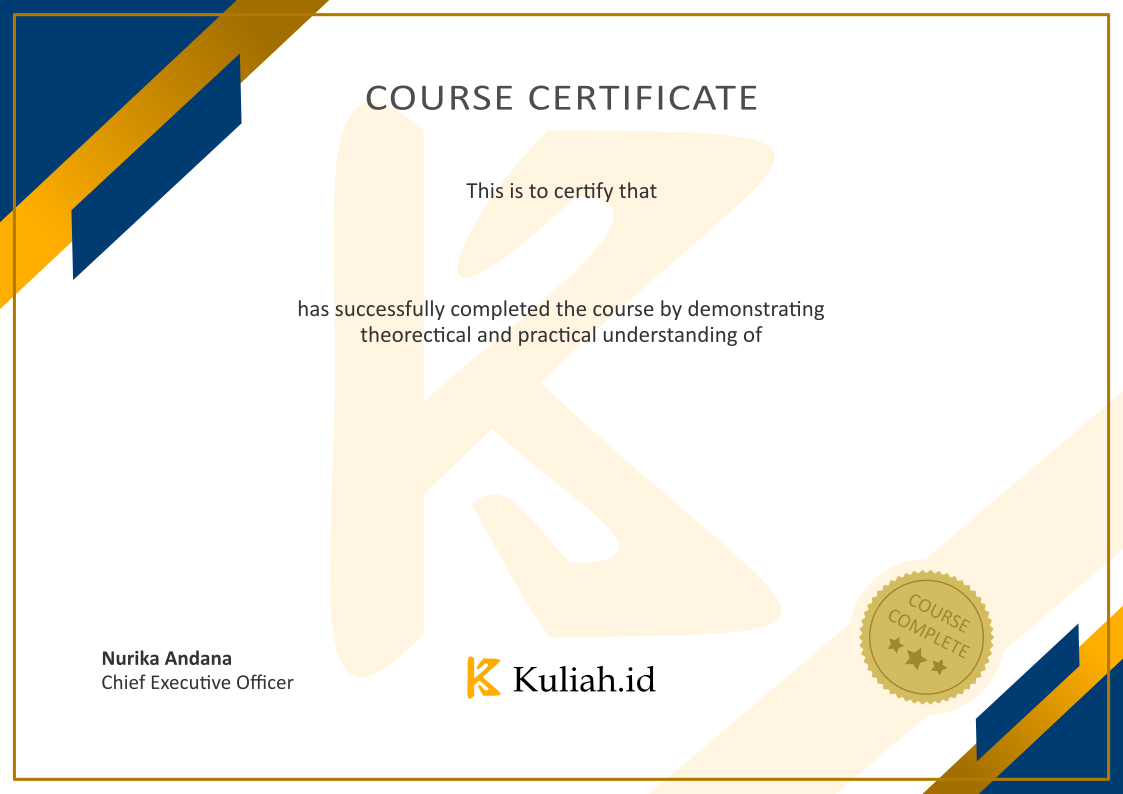 COURSE CERTIFICATE
This is to certify that
has successfully completed the course by demonstrating
theorectical and practical understanding of
Nurika Andana
Chief Executive Officer
Kuliah.id
COURSE
COMPLETE